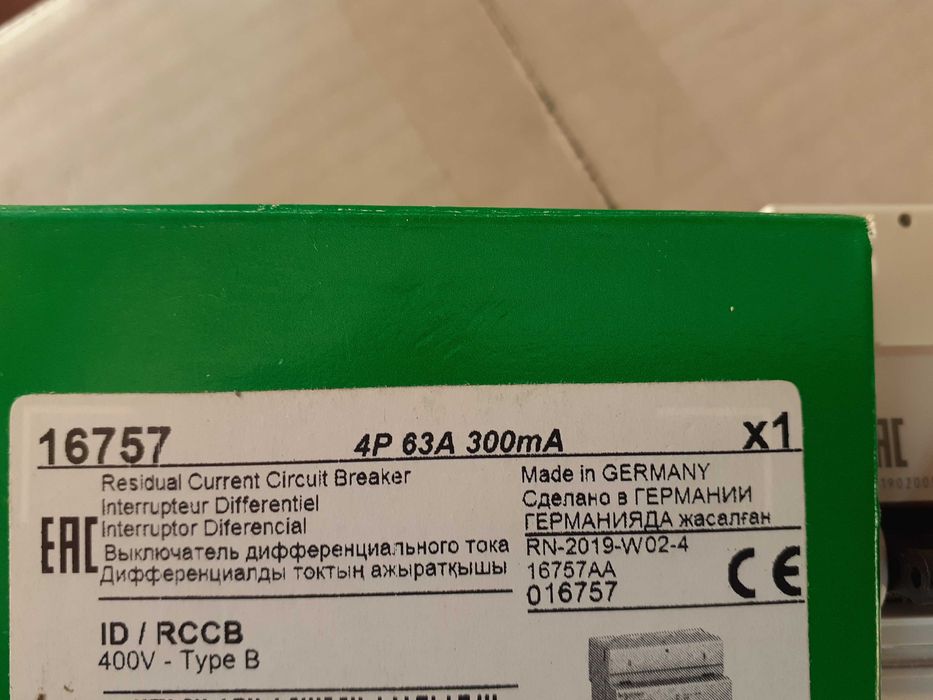 16757 4P 63A 300mA x1
Residual Current Circuit Breaker
Interrupteur Differentiel
Interruptor Diferencial
Выключатель дифференциального тока
Дифференциалды токтың ажыратқышы
EAC
Made in GERMANY
Сделано в ГЕРМАНИИ
ГЕРМАНИЯДА жасалған
RN-2019-W02-4
16757AA
016757
CE
ID / RCCB
400V - Type B